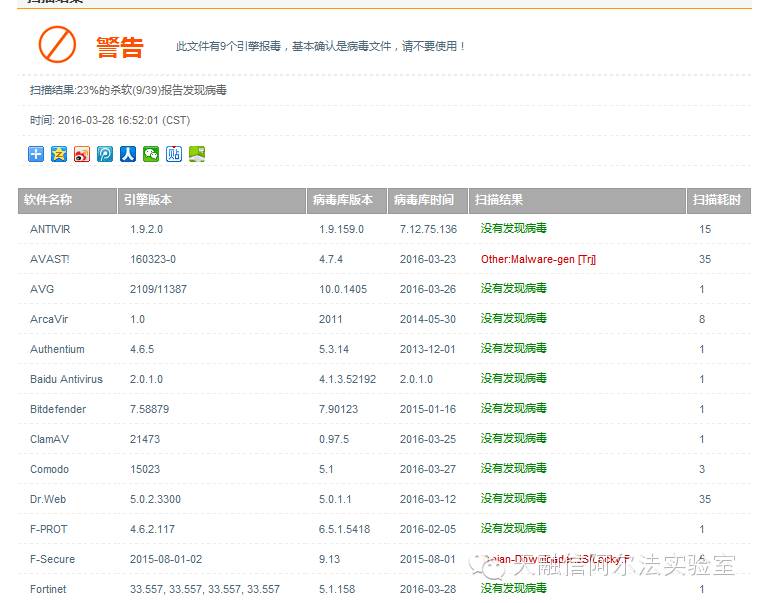 扫描结果
警告 此文件有9个引擎报毒，基本确认是病毒文件，请不要使用！
扫描结果:23%的杀软(9/39)报告发现病毒
时间: 2016-03-28 16:52:01 (CST)
软件名称 引擎版本 病毒库版本 病毒库时间 扫描结果 扫描耗时
ANTIVIR 1.9.2.0 1.9.159.0 7.12.75.136 没有发现病毒 15
AVAST! 160323-0 4.7.4 2016-03-23 Other:Malware-gen [Trj] 35
AVG 2109/11387 10.0.1405 2016-03-26 没有发现病毒 1
ArcaVir 1.0 2011 2014-05-30 没有发现病毒 8
Authentium 4.6.5 5.3.14 2013-12-01 没有发现病毒 1
Baidu Antivirus 2.0.1.0 4.1.3.52192 2.0.1.0 没有发现病毒 1
Bitdefender 7.58879 7.90123 2015-01-16 没有发现病毒 1
ClamAV 21473 0.97.5 2016-03-25 没有发现病毒 1
Comodo 15023 5.1 2016-03-27 没有发现病毒 3
Dr.Web 5.0.2.3300 5.0.1.1 2016-03-12 没有发现病毒 35
F-PROT 4.6.2.117 6.5.1.5418 2016-02-05 没有发现病毒 1
F-Secure 2015-08-01-02 9.13 2015-08-01
天融信阿尔法实验室
Fortinet 33.557, 33.557, 33.557, 33.557 5.1.158 2016-03-28 没有发现病毒 1